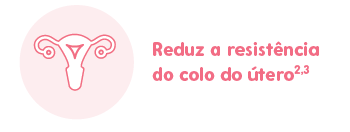 Reduz a resistência
do colo do útero2,3